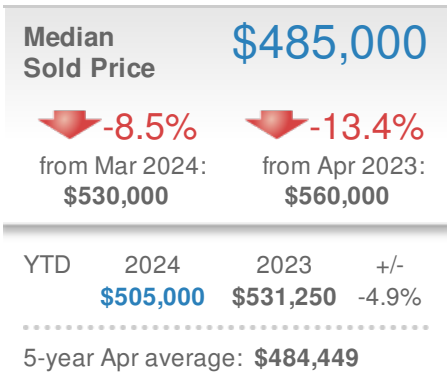 Median
Sold Price
$485,000
-8.5% -13.4%
from Mar 2024: from Apr 2023:
$530,000 $560,000
YTD 2024 2023 +/-
$505,000 $531,250 -4.9%
5-year Apr average: $484,449